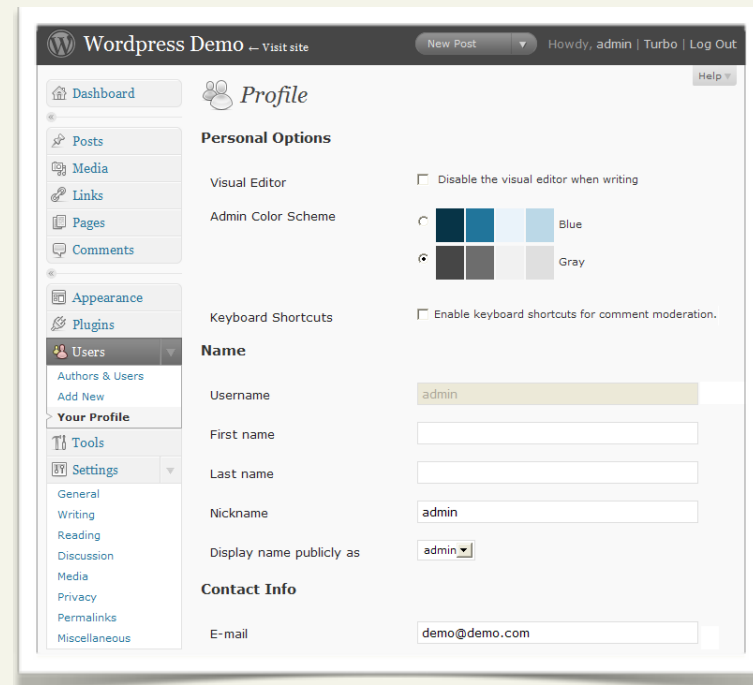 Wordpress Demo ← Visit site
New Post
Howdy, admin | Turbo | Log Out
Help
Dashboard
Posts
Media
Links
Pages
Comments
Appearance
Plugins
Users
Authors & Users
Add New
Your Profile
Tools
Settings
General
Writing
Reading
Discussion
Media
Privacy
Permalinks
Miscellaneous
Profile
Personal Options
Visual Editor
Disable the visual editor when writing
Admin Color Scheme
Blue
Gray
Keyboard Shortcuts
Enable keyboard shortcuts for comment moderation.
Name
Username
admin
First name
Last name
Nickname
admin
Display name publicly as
admin
Contact Info
E-mail
demo@demo.com